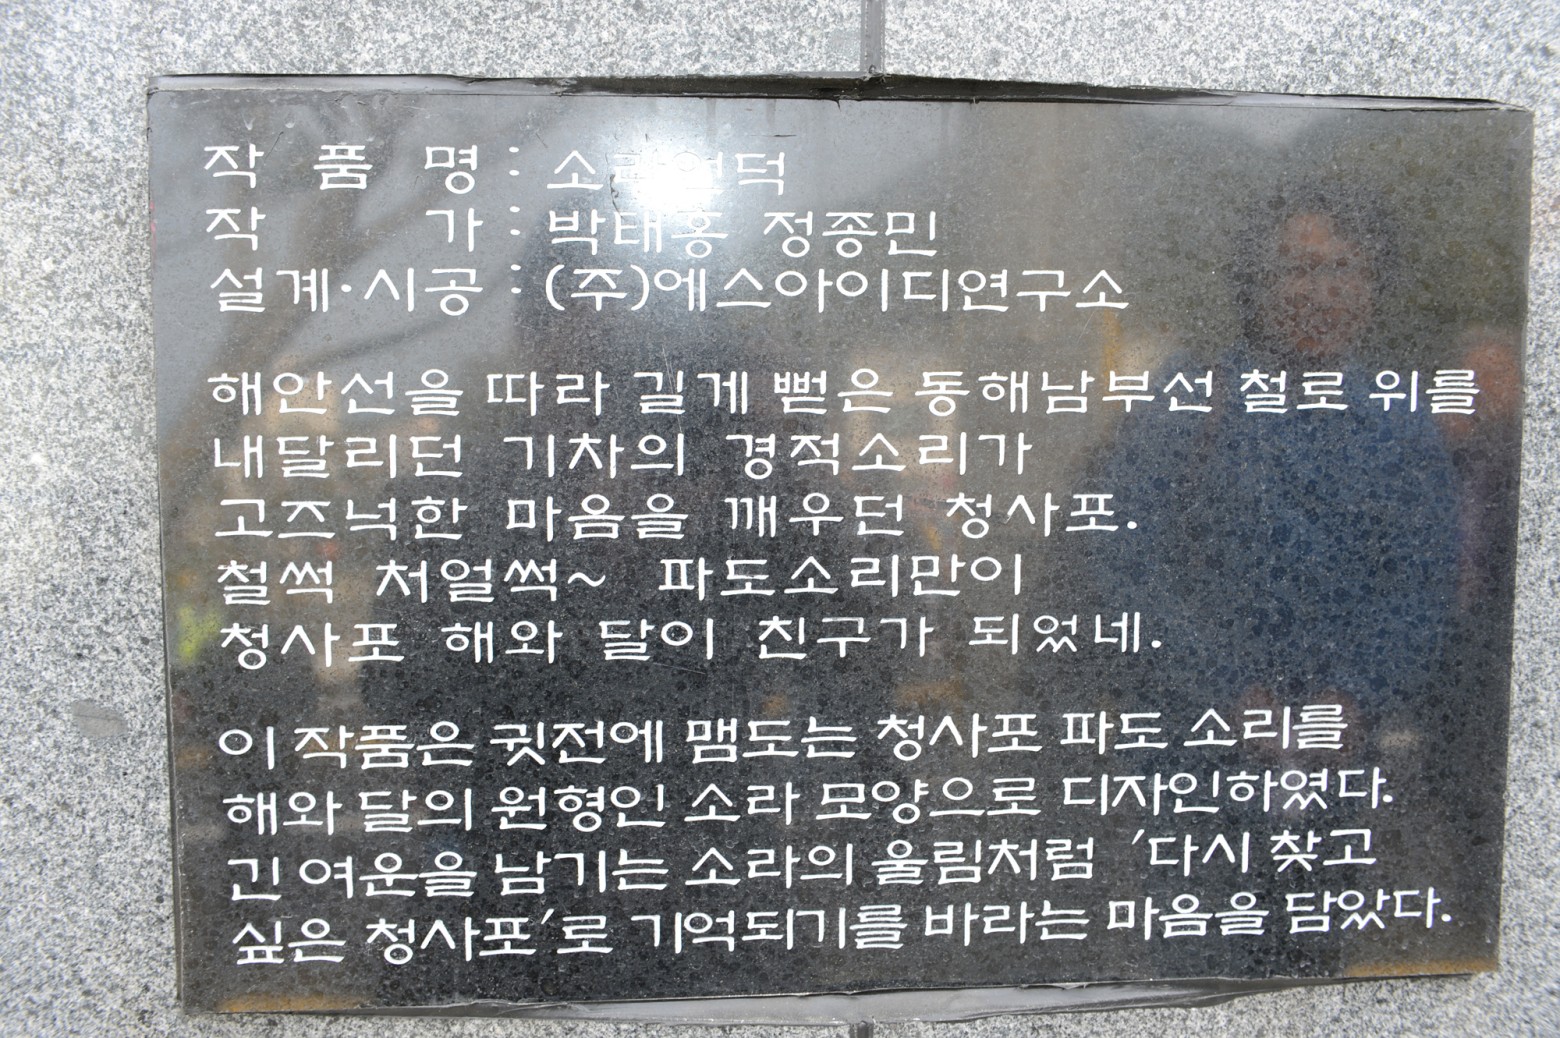 작 품 명 : 소라언덕
작 가 : 박태홍 정종민
설계·시공 : (주)에스아이디연구소
해안선을 따라 길게 뻗은 동해남부선 철로 위를
내달리던 기차의 경적소리가
고즈넉한 마음을 깨우던 청사포.
철썩 처얼썩~ 파도소리만이
청사포 해와 달이 친구가 되었네.
이 작품은 귓전에 맴도는 청사포 파도 소리를
해와 달의 원형인 소라 모양으로 디자인하였다.
긴 여운을 남기는 소라의 울림처럼 '다시 찾고
싶은 청사포'로 기억되기를 바라는 마음을 담았다.